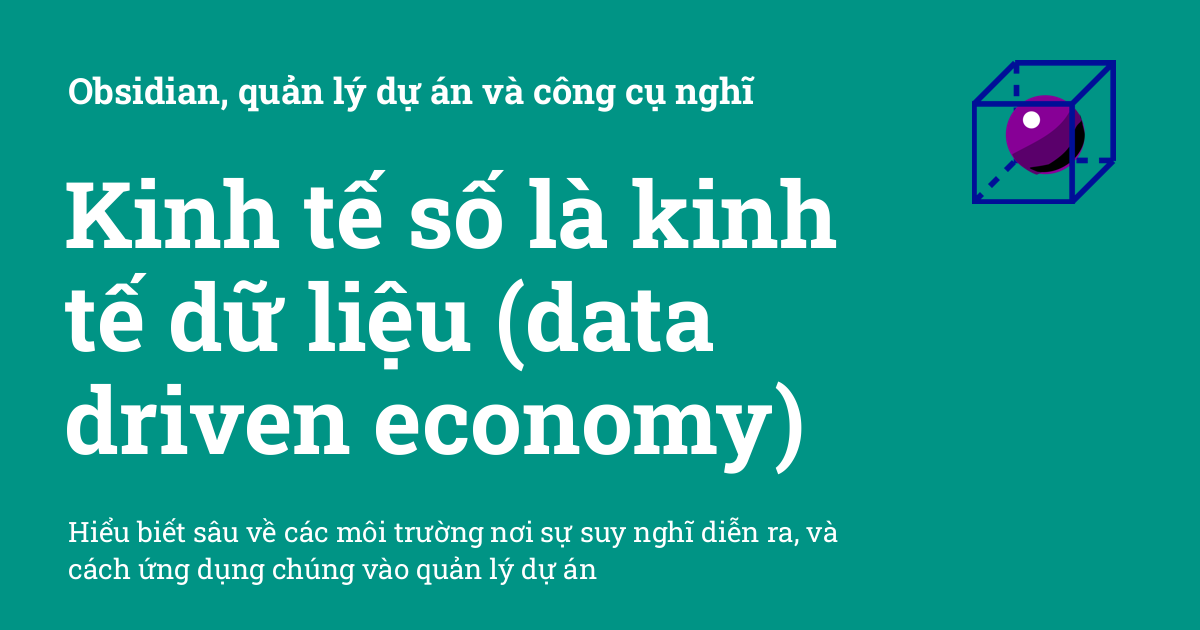 Obsidian, quản lý dự án và công cụ nghĩ
Kinh tế số là kinh
tế dữ liệu (data
driven economy)
Hiểu biết sâu về các môi trường nơi sự suy nghĩ diễn ra, và
cách ứng dụng chúng vào quản lý dự án